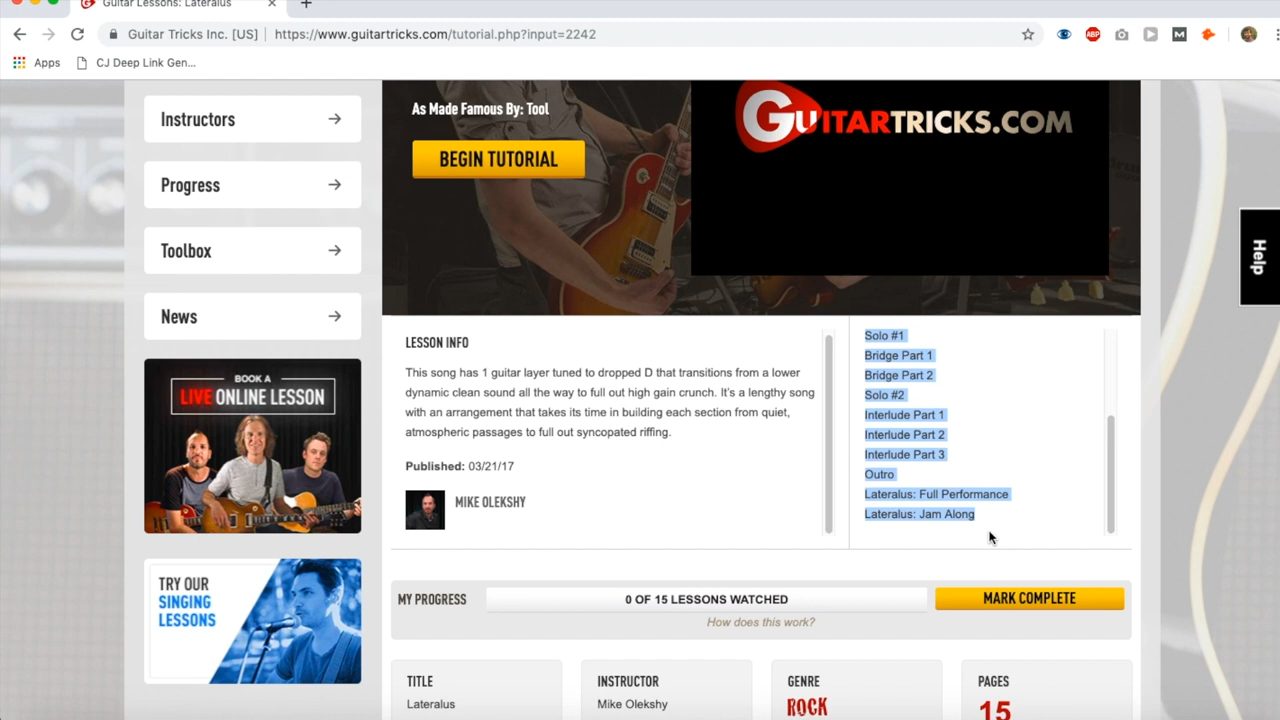 Guitar Lessons: Lateralus
Guitar Tricks Inc. [US] https://www.guitartricks.com/tutorial.php?input=2242
ABP
M
Apps
CJ Deep Link Gen...
Instructors
Progress
Toolbox
News
BOOK A
LIVE ONLINE LESSON
TRY OUR
SINGING
LESSONS
As Made Famous By: Tool
BEGIN TUTORIAL
GUITARTRICKS.COM
LESSON INFO
This song has 1 guitar layer tuned to dropped D that transitions from a lower
dynamic clean sound all the way to full out high gain crunch. It's a lengthy song
with an arrangement that takes its time in building each section from quiet,
atmospheric passages to full out syncopated riffing.
Published: 03/21/17
MIKE OLEKSHY
Solo #1
Bridge Part 1
Bridge Part 2
Solo #2
Interlude Part 1
Interlude Part 2
Interlude Part 3
Outro
Lateralus: Full Performance
Lateralus: Jam Along
Help
MY PROGRESS
0 OF 15 LESSONS WATCHED
MARK COMPLETE
How does this work?
TITLE
Lateralus
INSTRUCTOR
Mike Olekshy
GENRE
ROCK
PAGES
15